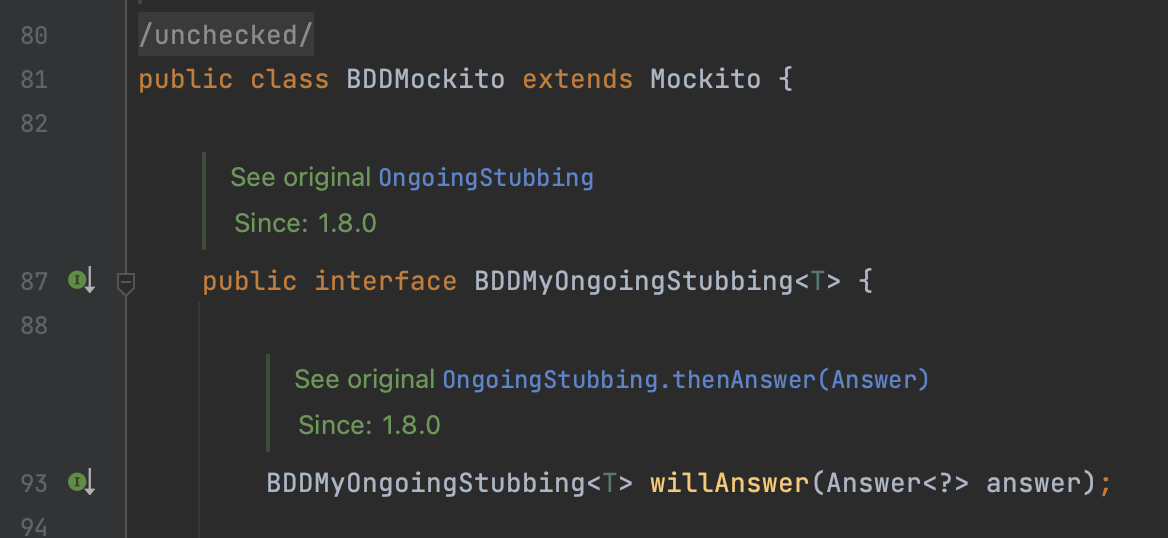 80 /unchecked/
81 public class BDDMockito extends Mockito {
82
See original OngoingStubbing
Since: 1.8.0
87 public interface BDDMyOngoingStubbing<T> {
88
See original OngoingStubbing.thenAnswer(Answer)
Since: 1.8.0
93 BDDMyOngoingStubbing<T> willAnswer(Answer<?> answer);
94